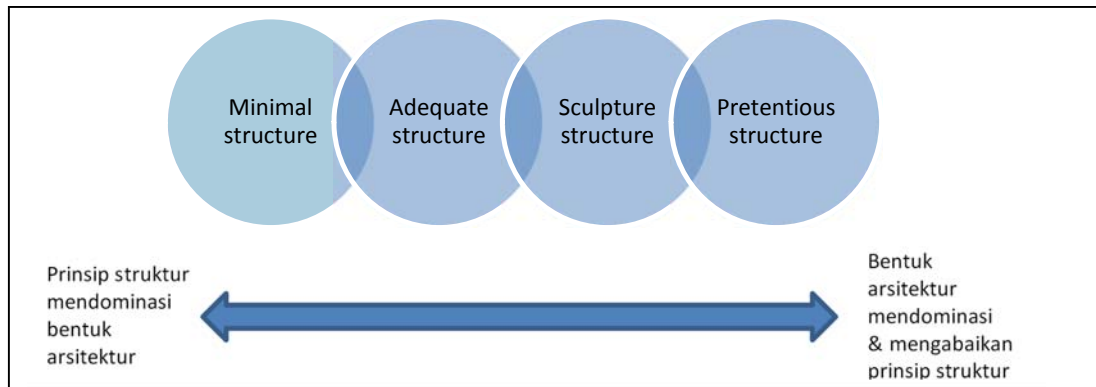 Minimal
structure
Adequate
structure
Sculpture
structure
Pretentious
structure
Prinsip struktur
mendominasi
bentuk
arsitektur
Bentuk
arsitektur
mendominasi
& mengabaikan
prinsip struktur